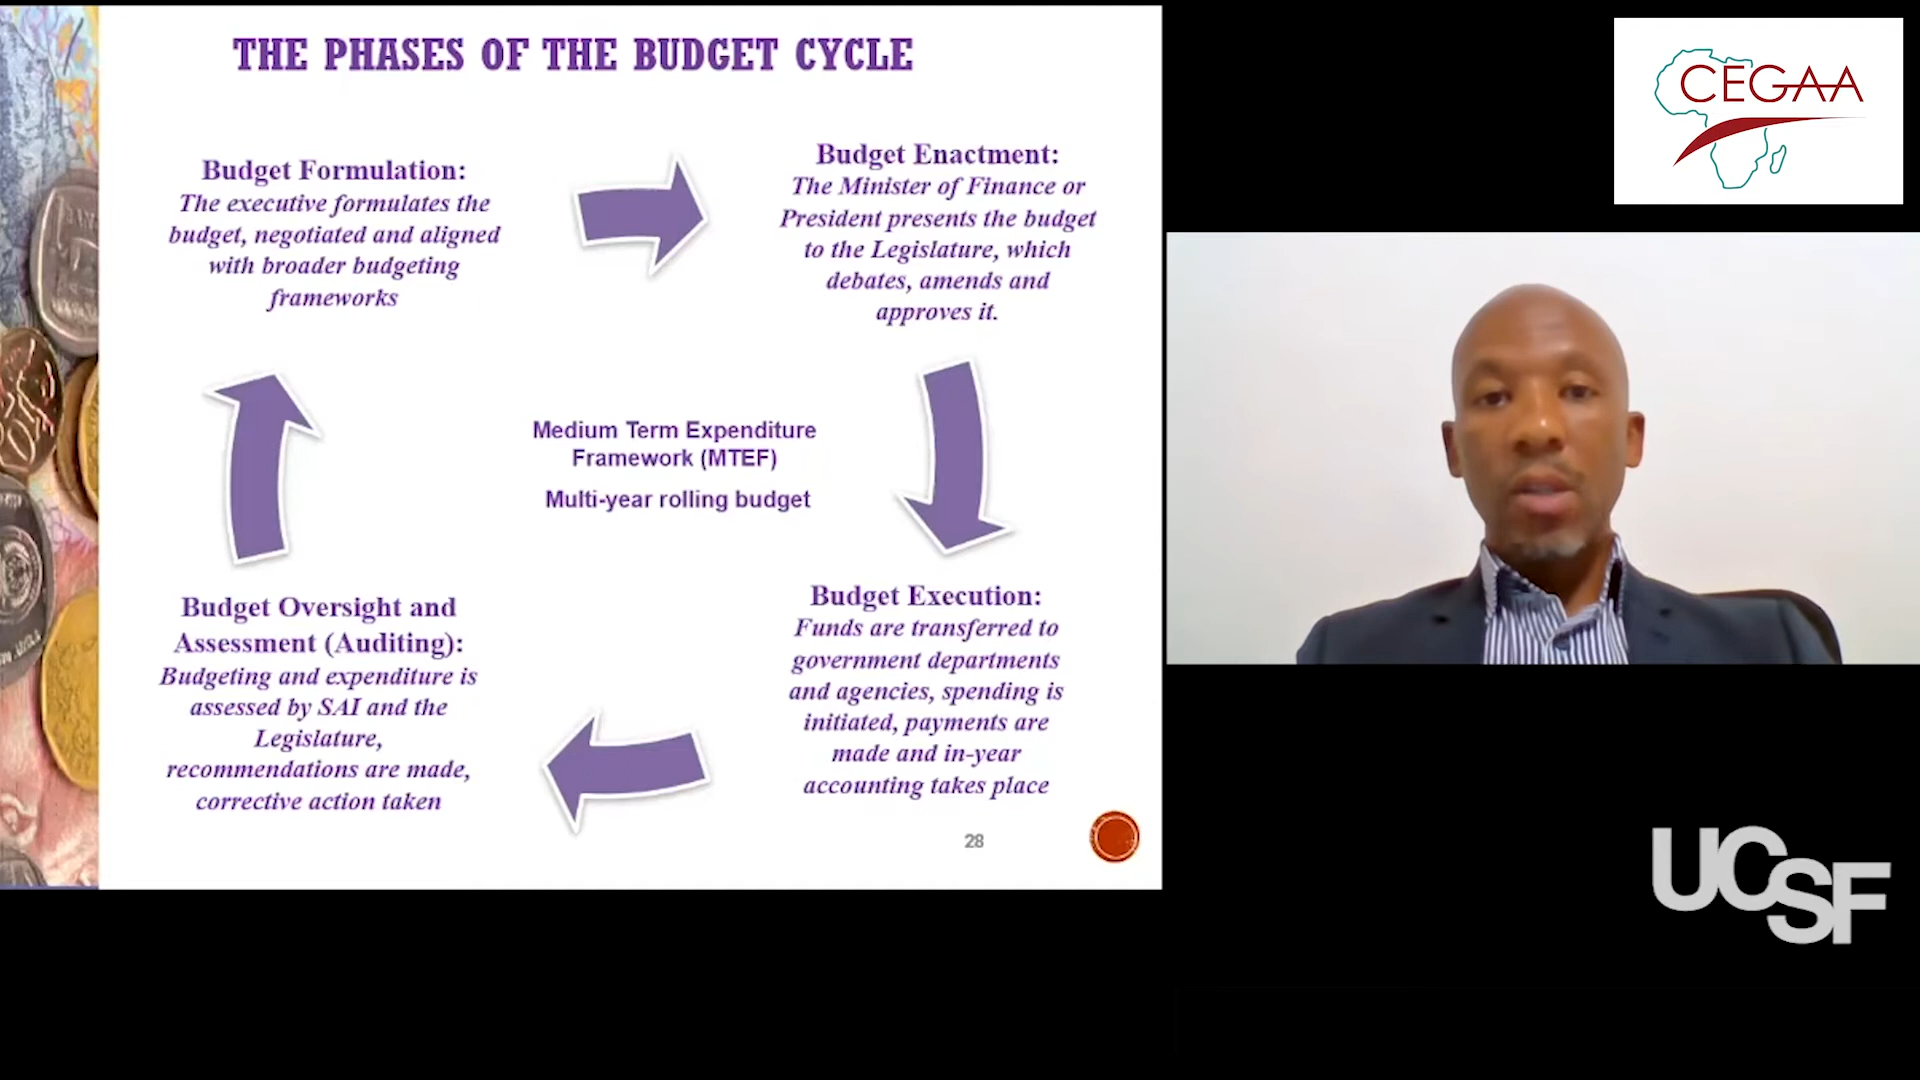 THE PHASES OF THE BUDGET CYCLE
Budget Formulation:
The executive formulates the
budget, negotiated and aligned
with broader budgeting
frameworks
Budget Enactment:
The Minister of Finance or
President presents the budget
to the Legislature, which
debates, amends and
approves it.
Medium Term Expenditure
Framework (MTEF)
Multi-year rolling budget
Budget Oversight and
Assessment (Auditing):
Budgeting and expenditure is
assessed by SAI and the
Legislature,
recommendations are made,
corrective action taken
Budget Execution:
Funds are transferred to
government departments
and agencies, spending is
initiated, payments are
made and in-year
accounting takes place
28
CEGAA
UCSF